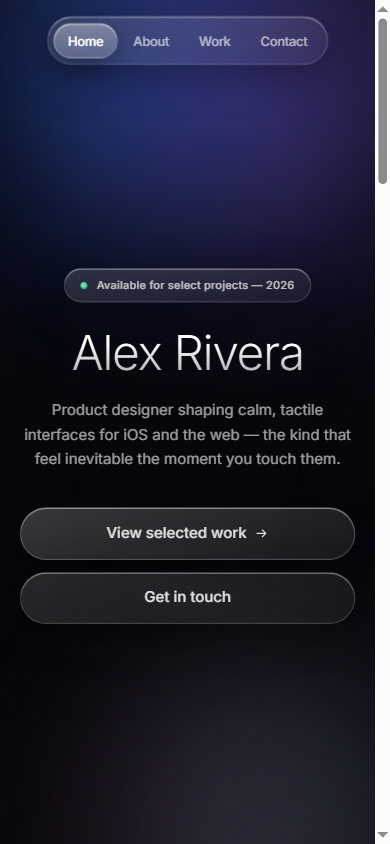 Home About Work Contact
Available for select projects — 2026
Alex Rivera
Product designer shaping calm, tactile
interfaces for iOS and the web — the kind that
feel inevitable the moment you touch them.
View selected work →
Get in touch